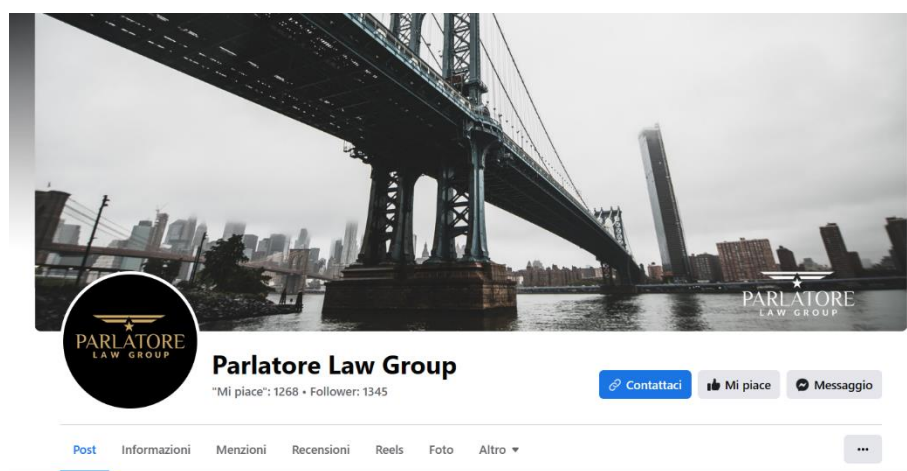 PARLATORE
LAW GROUP
PARLATORE
LAW GROUP
Parlatore Law Group
"Mi piace": 1268 • Follower: 1345
Contattaci
Mi piace
Messaggio
Post Informazioni Menzioni Recensioni Reels Foto Altro